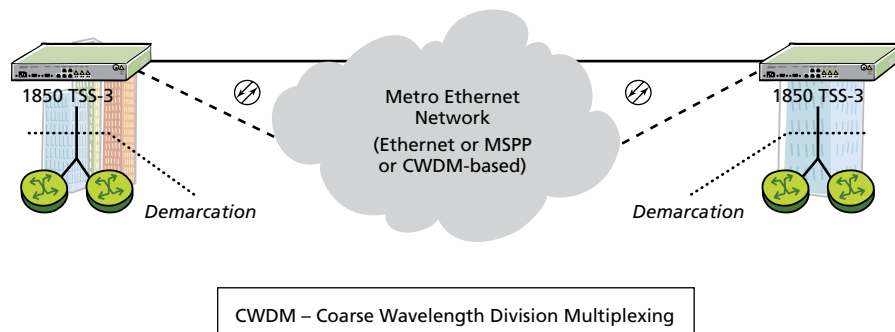 1850 TSS-3
Metro Ethernet
Network
(Ethernet or MSPP
or CWDM-based)
1850 TSS-3
Demarcation
Demarcation
CWDM – Coarse Wavelength Division Multiplexing